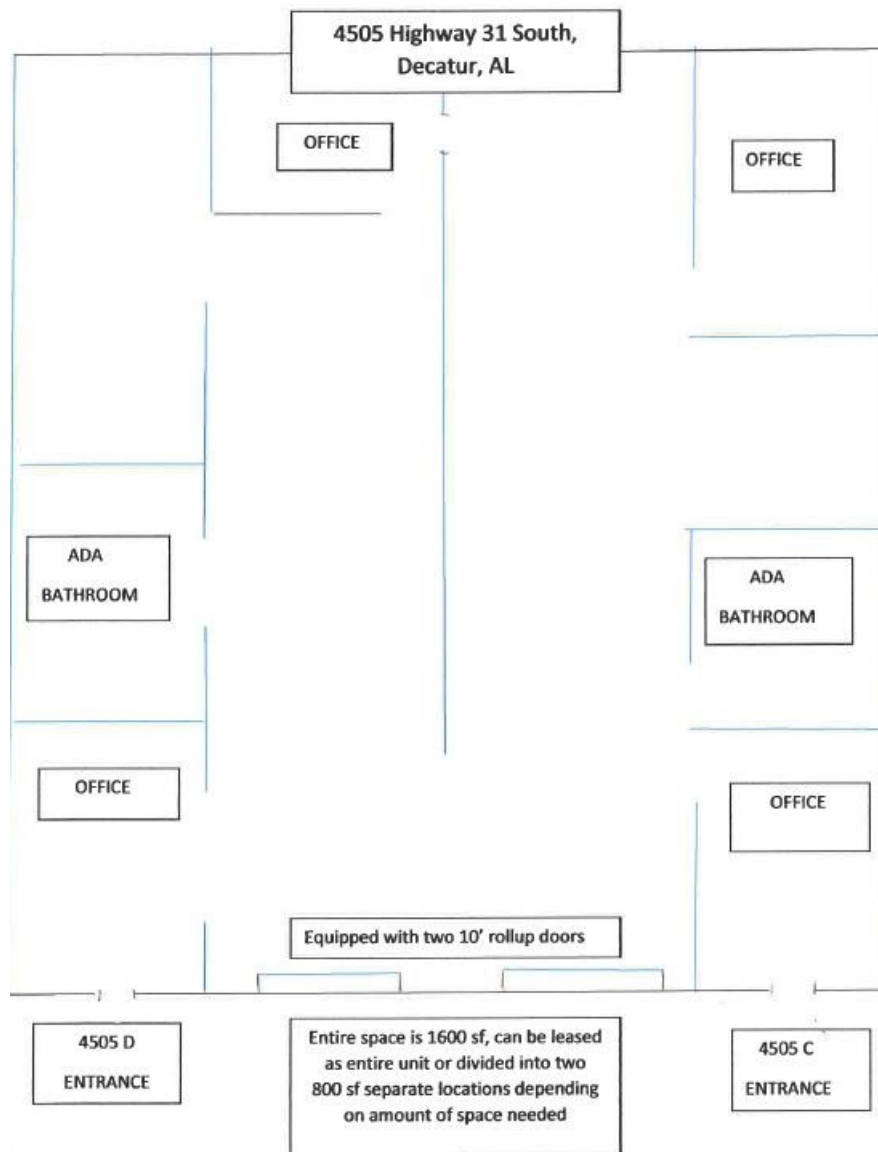 4505 Highway 31 South,
Decatur, AL
OFFICE
OFFICE
ADA
BATHROOM
ADA
BATHROOM
OFFICE
OFFICE
Equipped with two 10' rollup doors
4505 D
ENTRANCE
Entire space is 1600 sf, can be leased
as entire unit or divided into two
800 sf separate locations depending
on amount of space needed
4505 C
ENTRANCE